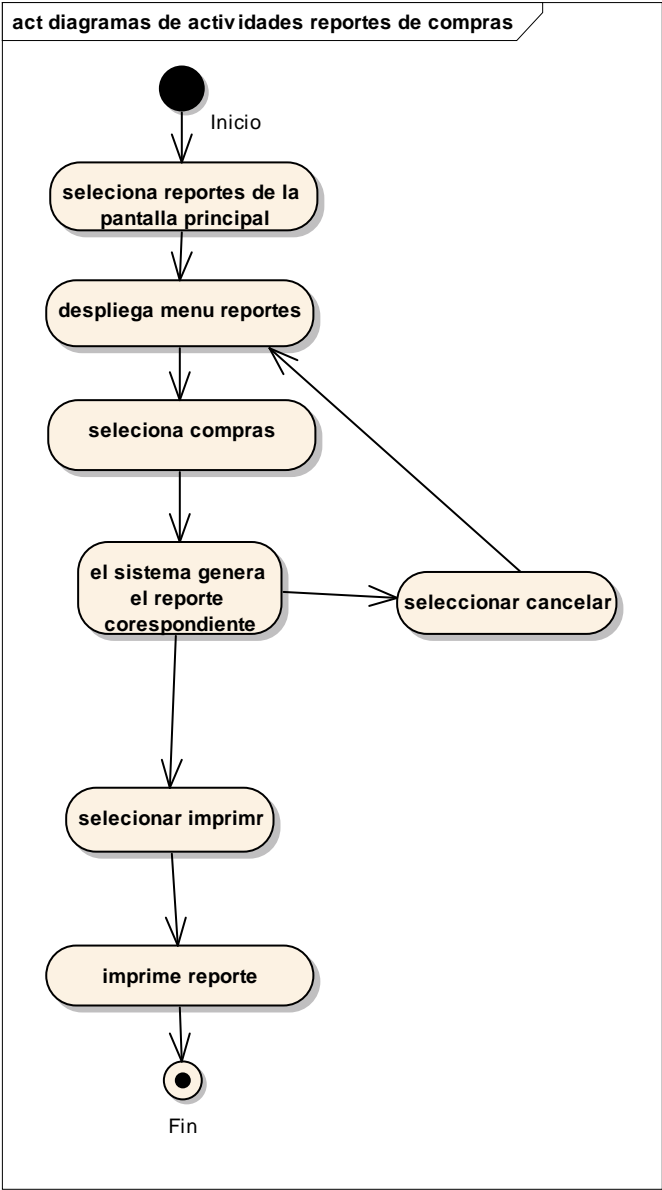 act diagramas de actividades reportes de compras
Inicio
seleciona reportes de la
pantalla principal
despliega menu reportes
seleciona compras
el sistema genera
el reporte
corespondiente
seleccionar cancelar
selecionar imprimr
imprime reporte
Fin